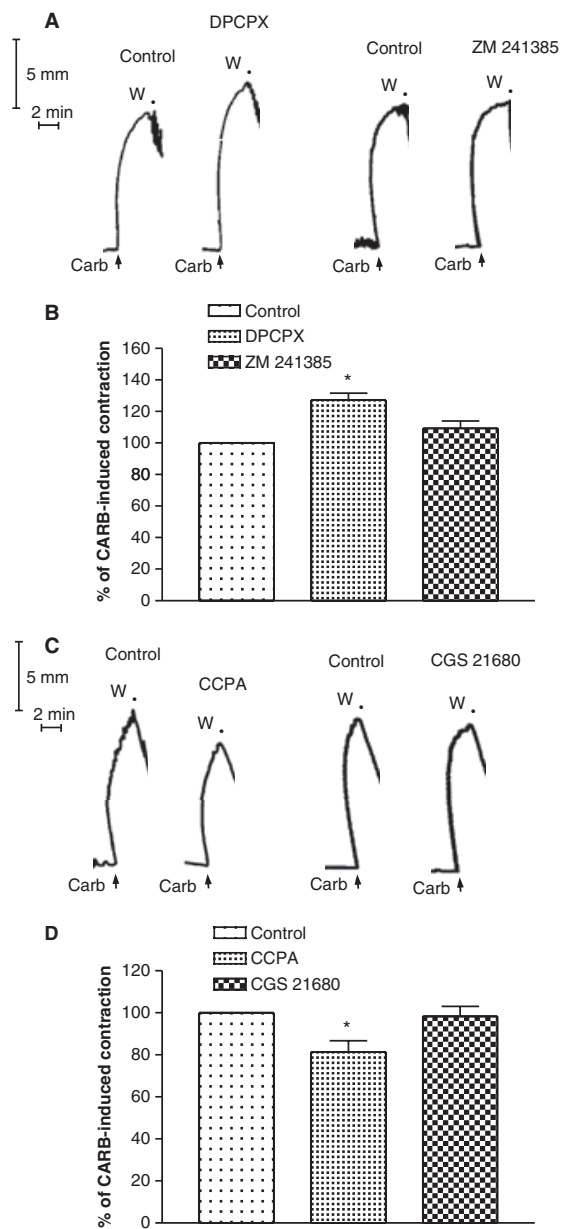 A
DPCPX
Control
Control
ZM 241385
5 mm
W
W
W
W
2 min
Carb
Carb
Carb
Carb
B
Control
DPCPX
ZM 241385
% of CARB-induced contraction
160
140
120
100
80
60
40
20
0
*
C
Control
CCPA
Control
CGS 21680
5 mm
W
W
W
W
2 min
Carb
Carb
Carb
Carb
D
Control
CCPA
CGS 21680
% of CARB-induced contraction
120
100
80
60
40
20
0
*